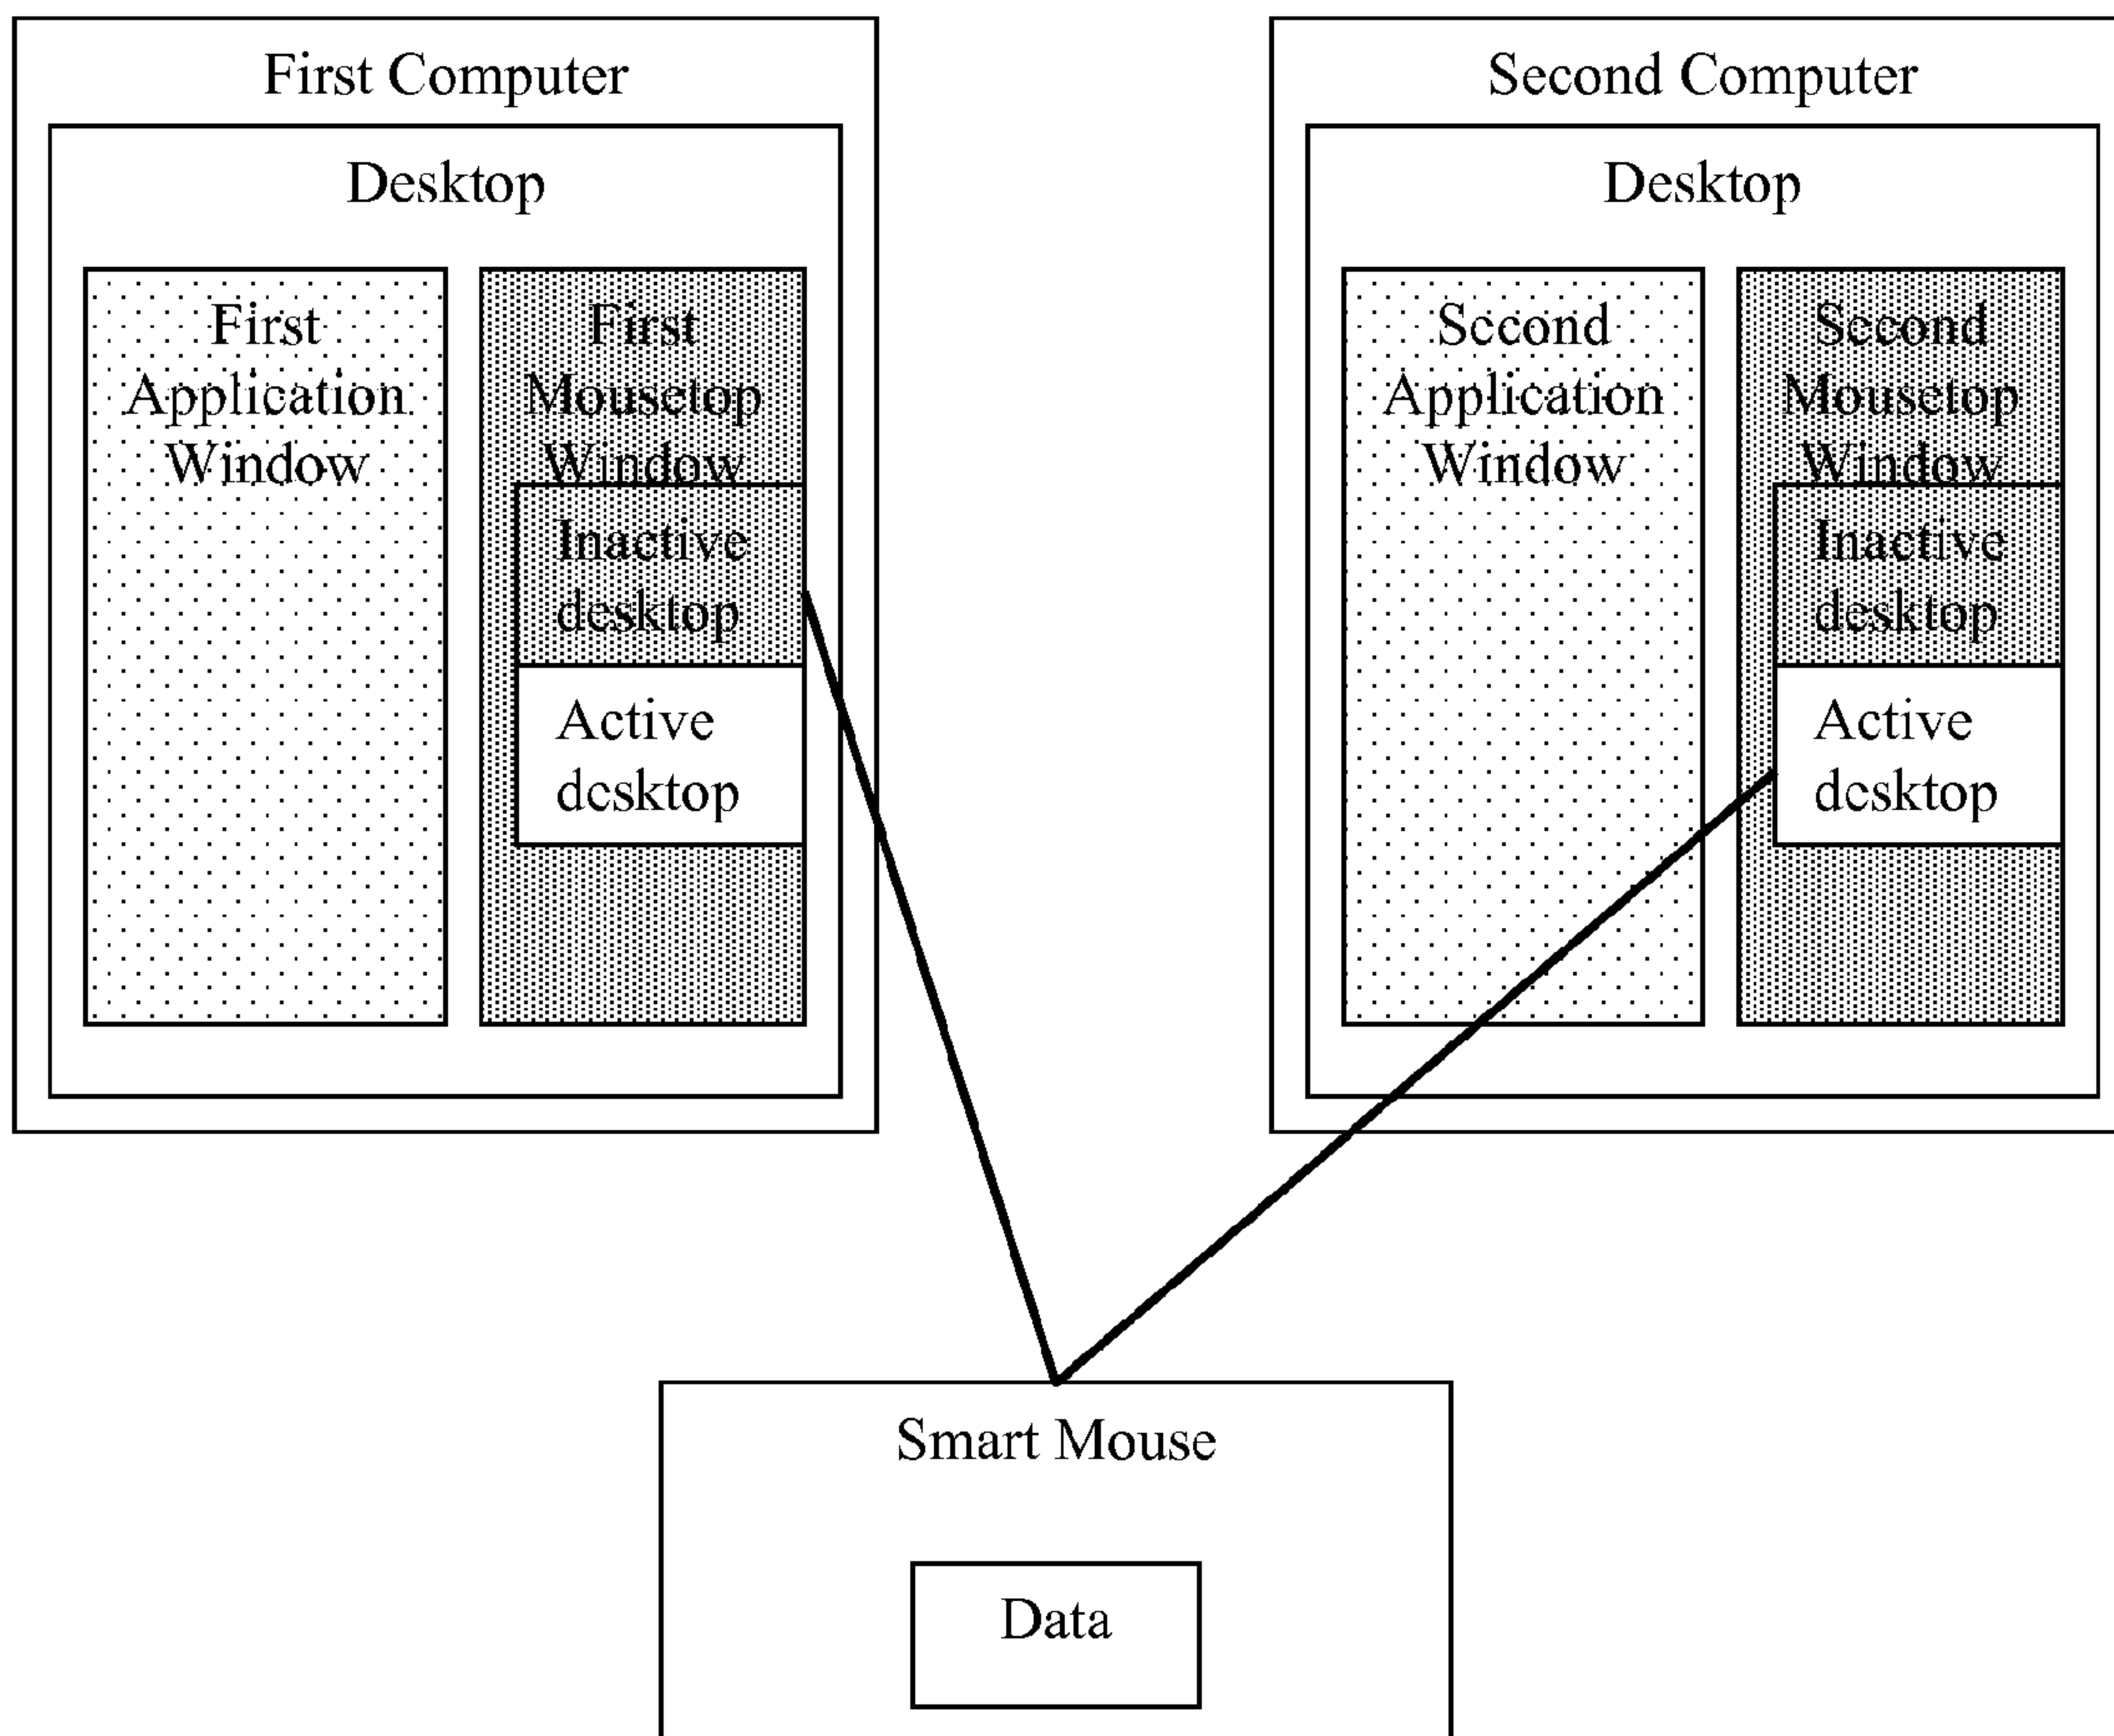 First Computer
Desktop
First
Application
Window
First
Mousetop
Window
Inactive
desktop
Active
desktop
Second Computer
Desktop
Second
Application
Window
Second
Mousetop
Window
Inactive
desktop
Active
desktop
Smart Mouse
Data